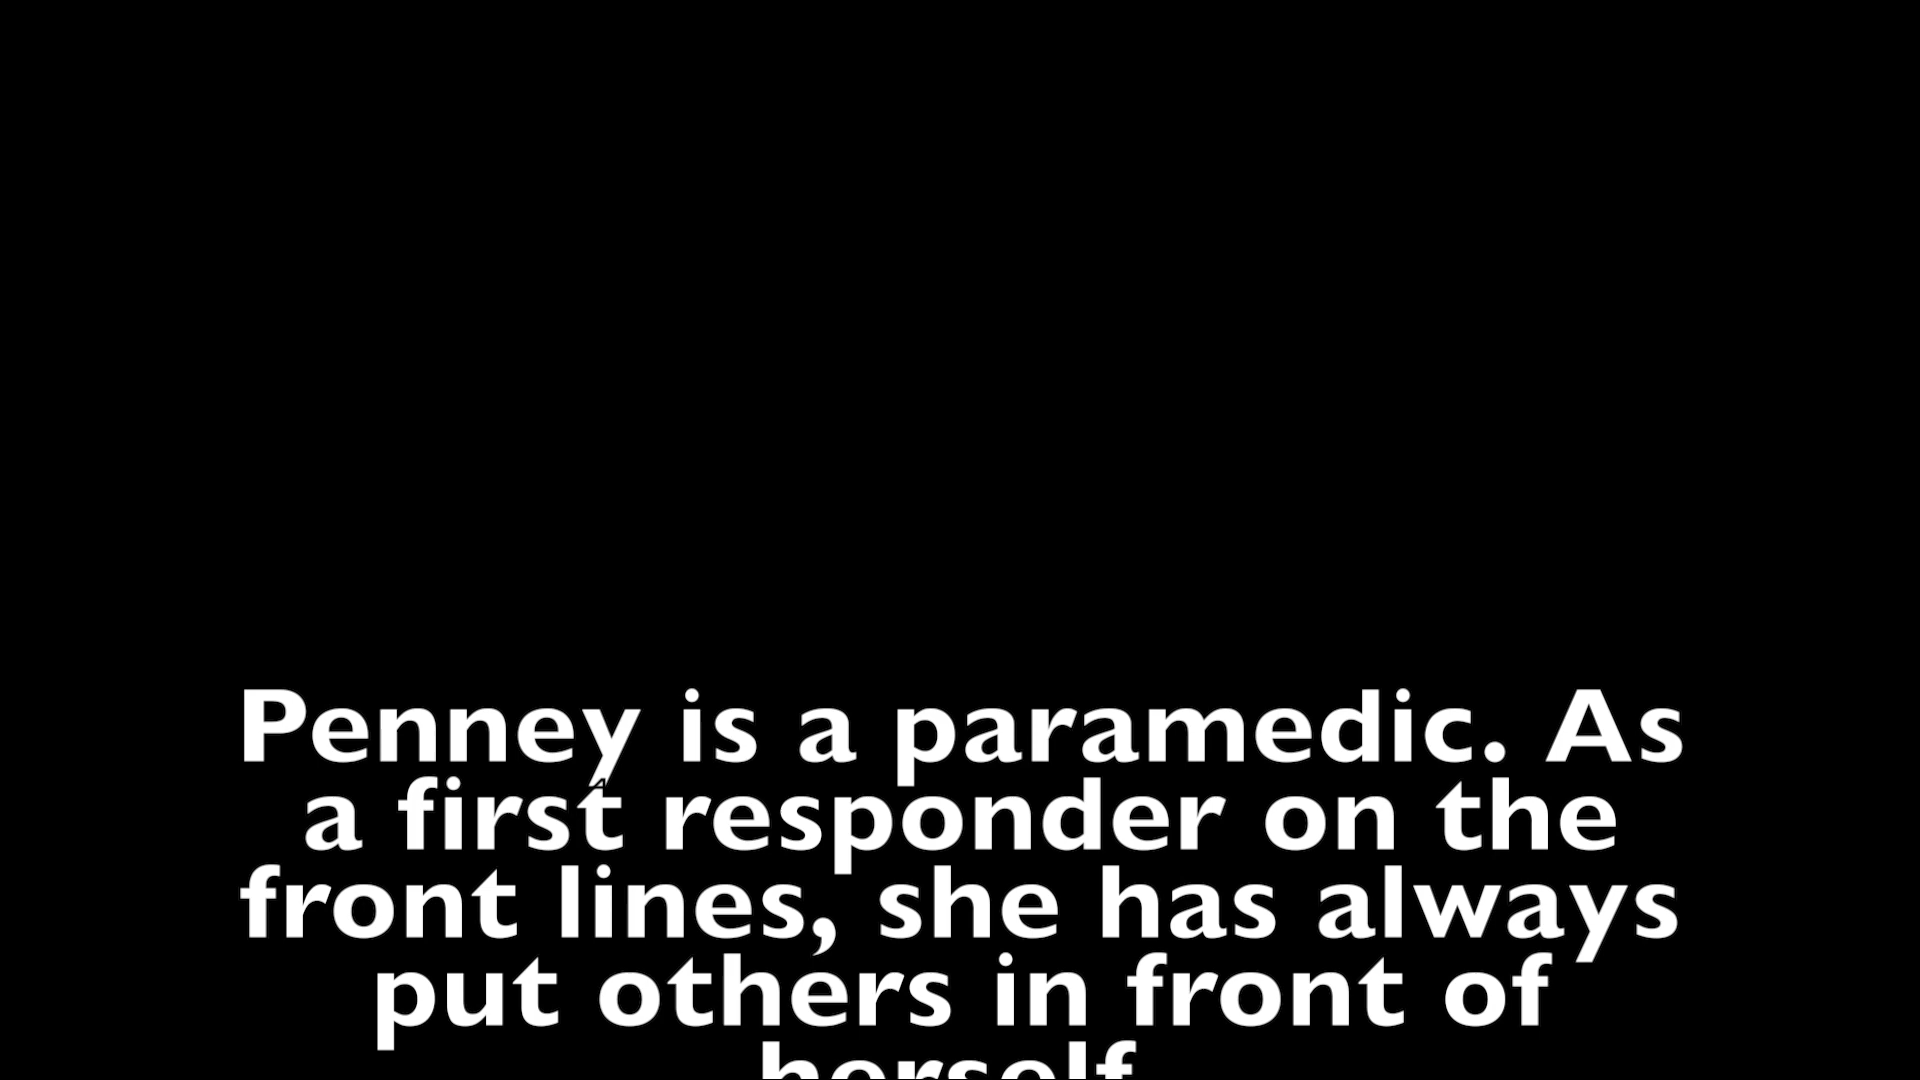 Penney is a paramedic. As
a first responder on the
front lines, she has always
put others in front of
herself